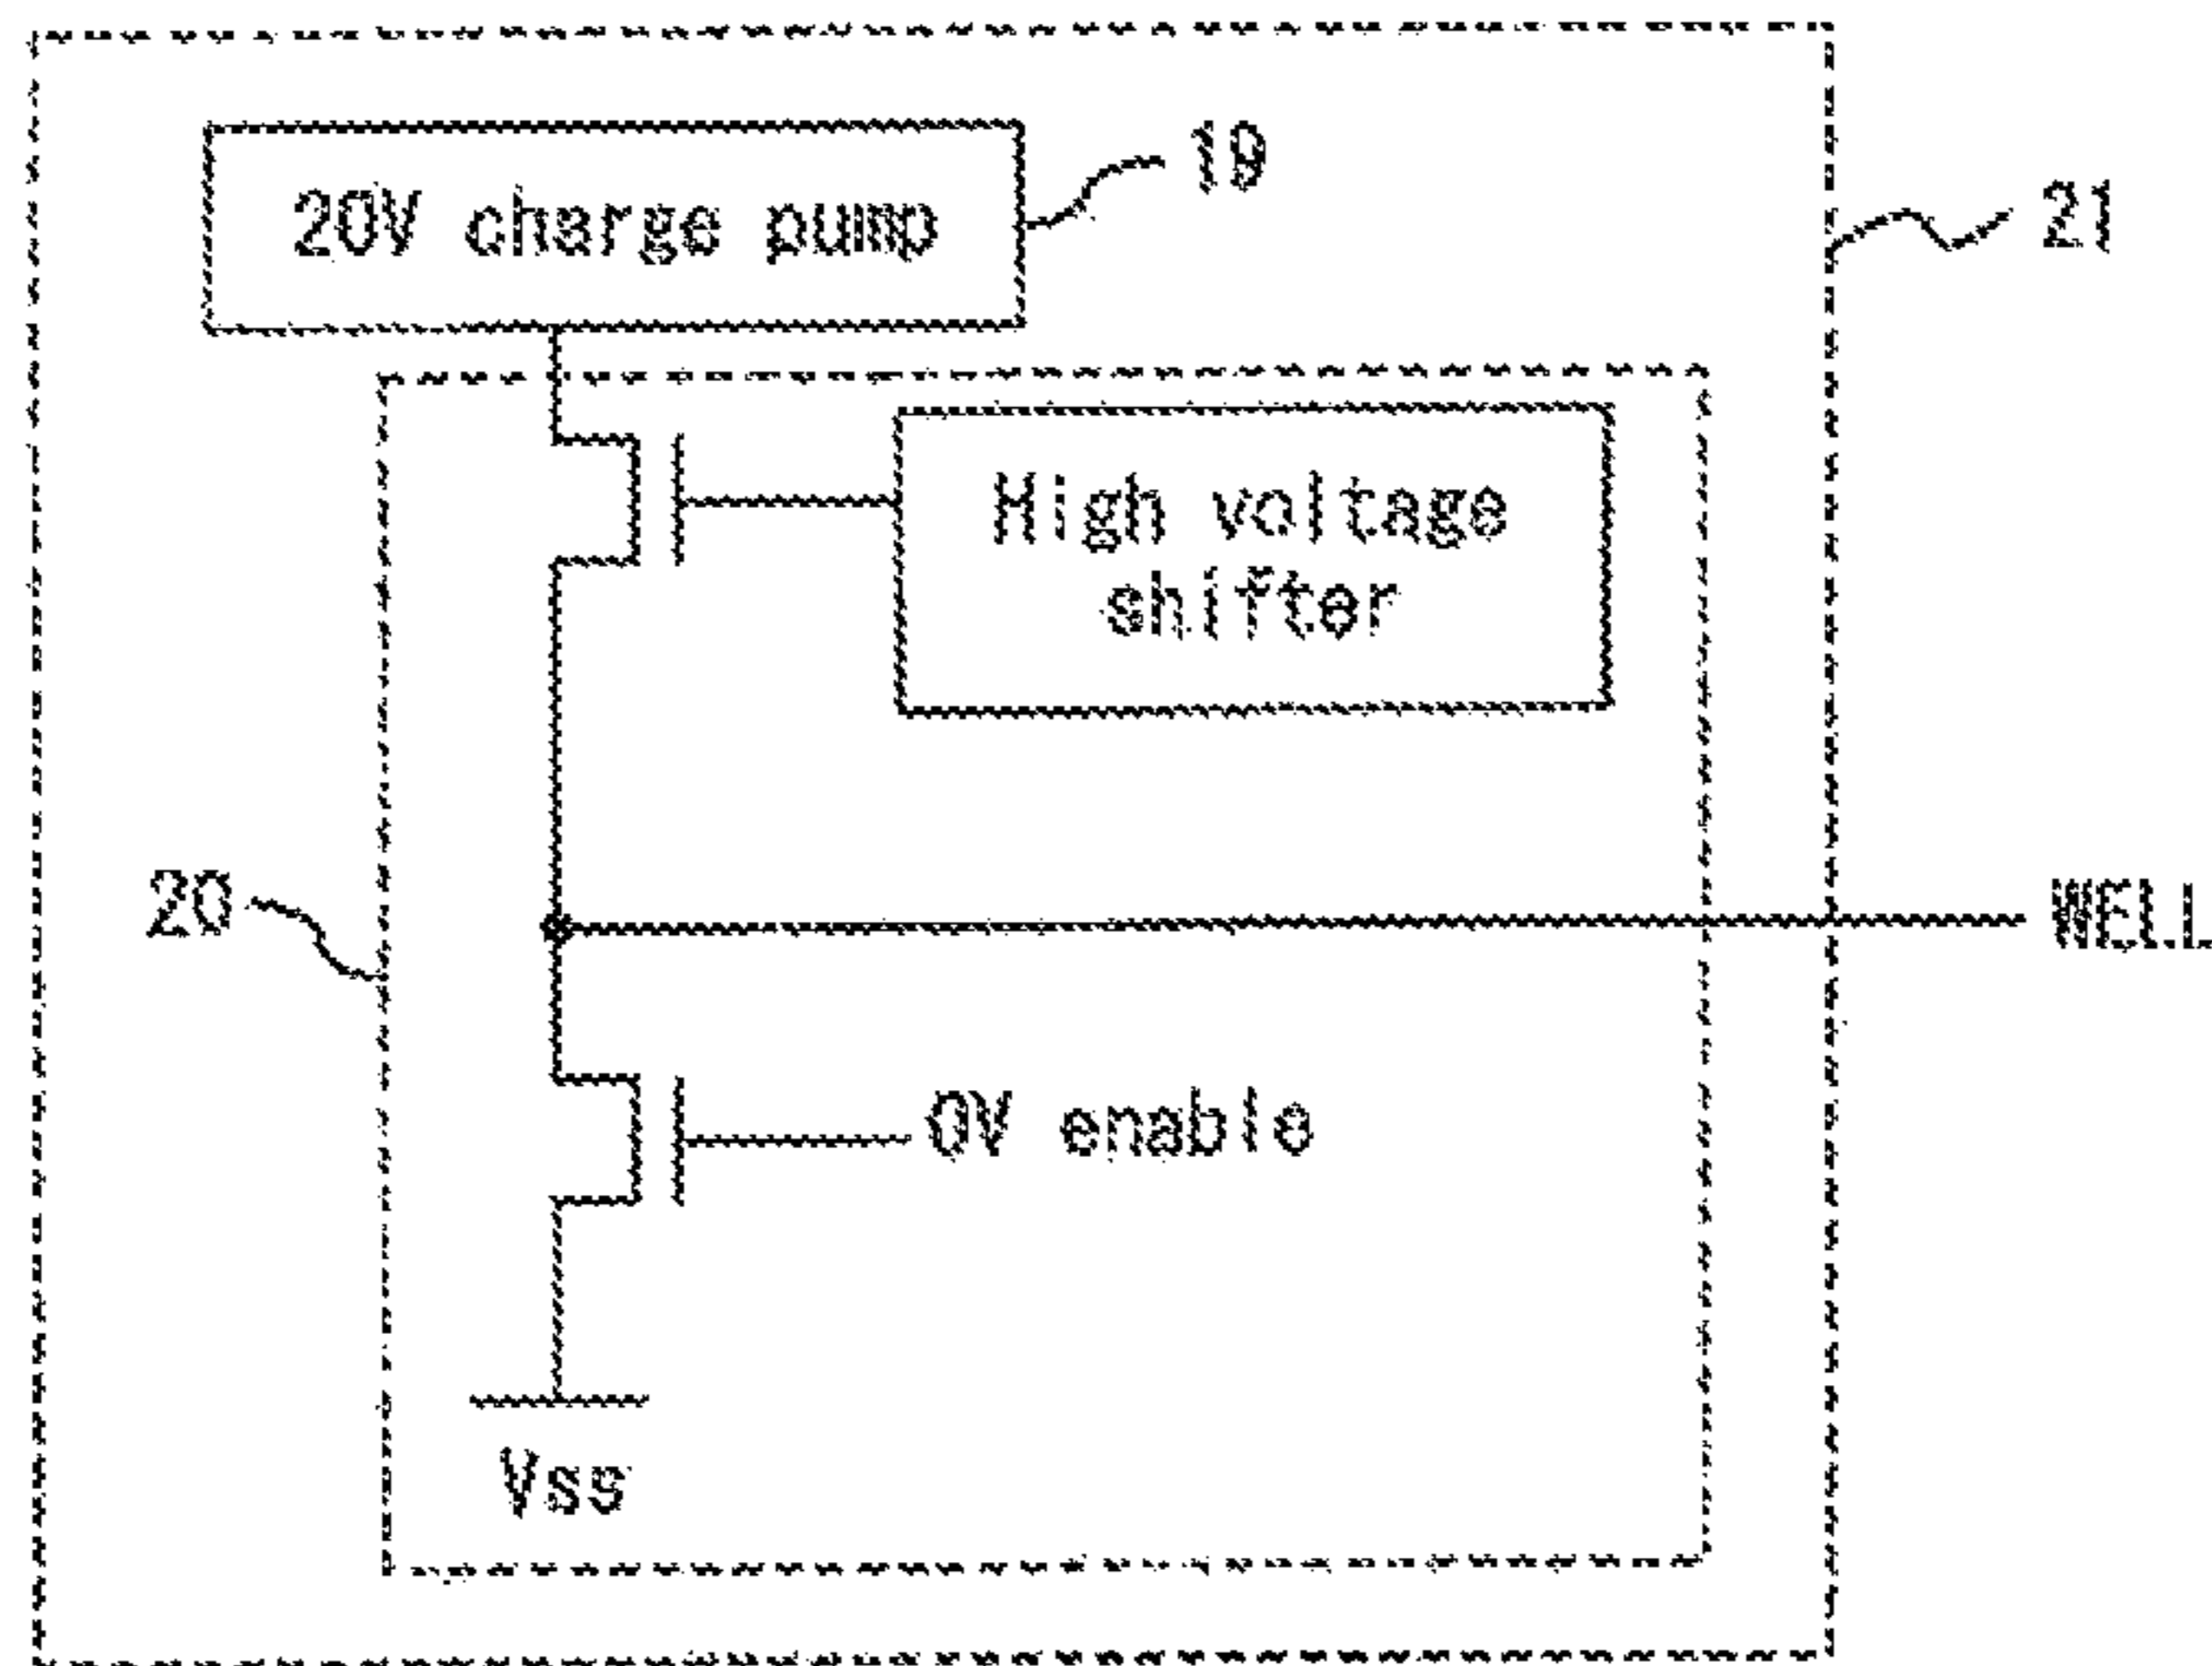 20V charge pump
19
21
High voltage
shifter
20
WELL
0V enable
Vss